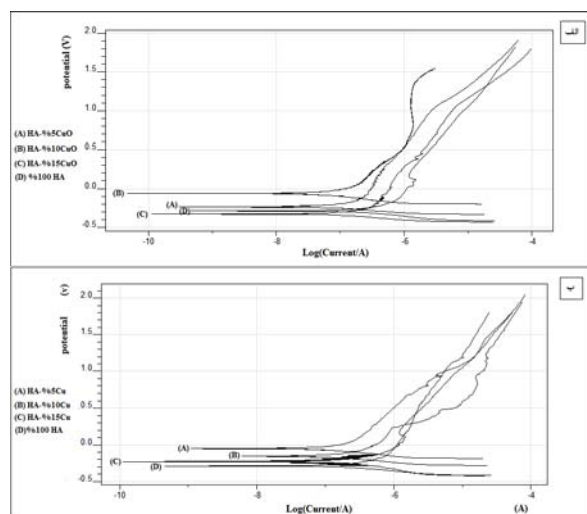 الف
potential (V)
2.0
1.5
1.0
0.5
0.0
-0.5
(A) HA-%5CuO
(B) HA-%10CuO
(C) HA-%15CuO
(D) %100 HA
(B)
(A)
(D)
(C)
-10
-8
-6
-4
Log(Current/A)
ب
potential (v)
2.0
1.5
1.0
0.5
0.0
-0.5
(A) HA-%5Cu
(B) HA-%10Cu
(C) HA-%15Cu
(D)%100 HA
(A)
(B)
(C)
(D)
-10
-8
-6
-4
Log(Current/A) (A)